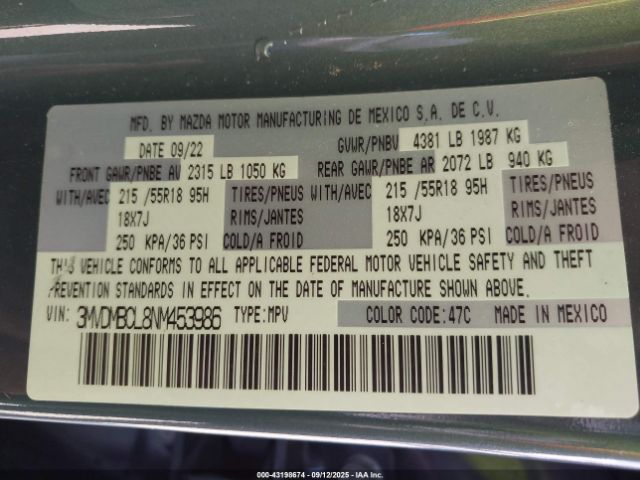 MFD. BY MAZDA MOTOR MANUFACTURING DE MEXICO S.A. DE C.V.
DATE 09/22 GVWR/PNBV 4381 LB 1987 KG
FRONT GAWR/PNBE AV 2315 LB 1050 KG REAR GAWR/PNBE AR 2072 LB 940 KG
WITH/AVEC 215 /55R18 95H TIRES/PNEUS WITH/AVEC 215 /55R18 95H TIRES/PNEUS
18X7J RIMS/JANTES 18X7J RIMS/JANTES
250 KPA/36 PSI COLD/A FROID 250 KPA/36 PSI COLD/A FROID
THIS VEHICLE CONFORMS TO ALL APPLICABLE FEDERAL MOTOR VEHICLE SAFETY AND THEFT
PREVENTION STANDARDS IN EFFECT ON THE DATE OF MANUFACTURE SHOWN ABOVE.
VIN: 3MVDMBCL8NM453986 TYPE:MPV COLOR CODE:47C MADE IN MEXICO
000-43198674 - 09/12/2025 - IAA Inc.